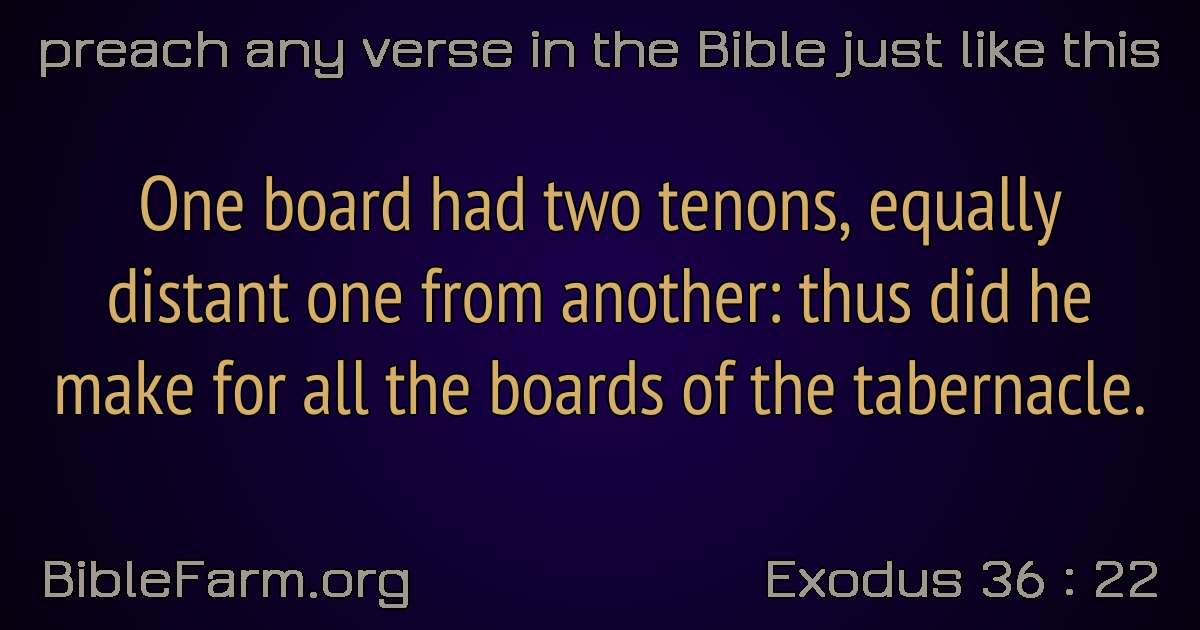 preach any verse in the Bible just like this
One board had two tenons, equally
distant one from another: thus did he
make for all the boards of the tabernacle.
BibleFarm.org
Exodus 36 : 22